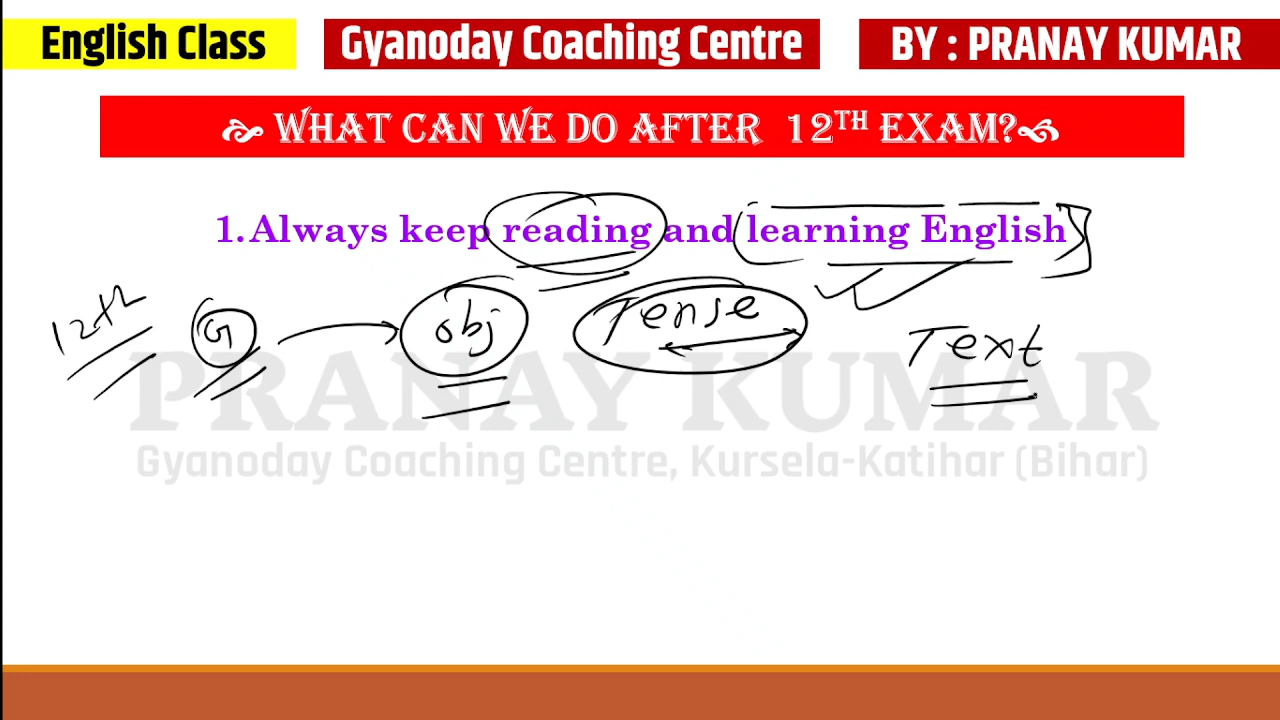 English Class Gyanoday Coaching Centre BY : PRANAY KUMAR
WHAT CAN WE DO AFTER 12TH EXAM?
1.Always keep reading and learning English
12th G obj Tense Text
PRANAY KUMAR
Gyanoday Coaching Centre, Kursela-Katihar (Bihar)